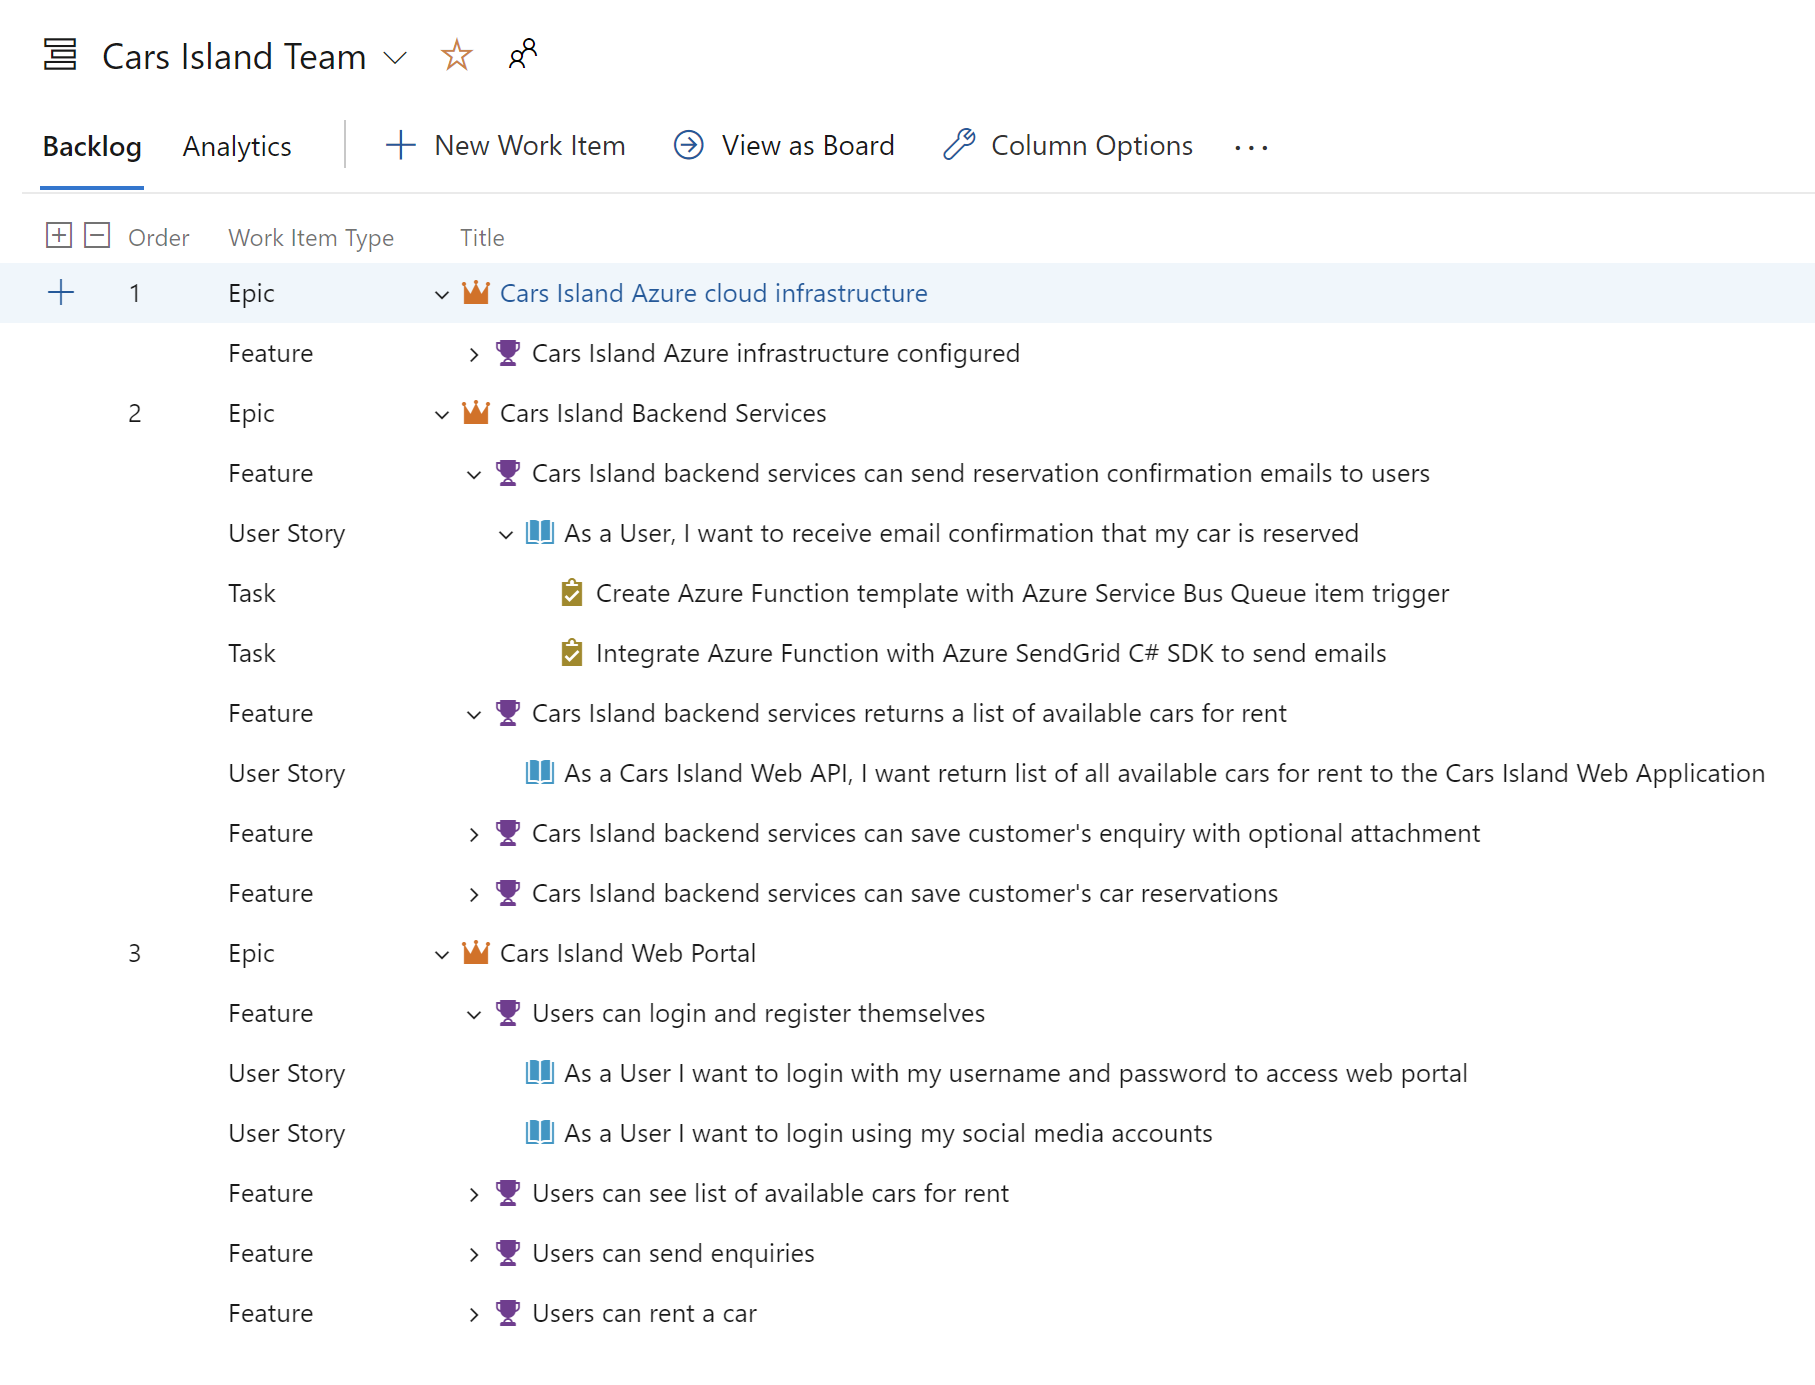 Cars Island Team
Backlog Analytics New Work Item View as Board Column Options ...
Order Work Item Type Title
1 Epic Cars Island Azure cloud infrastructure
Feature Cars Island Azure infrastructure configured
2 Epic Cars Island Backend Services
Feature Cars Island backend services can send reservation confirmation emails to users
User Story As a User, I want to receive email confirmation that my car is reserved
Task Create Azure Function template with Azure Service Bus Queue item trigger
Task Integrate Azure Function with Azure SendGrid C# SDK to send emails
Feature Cars Island backend services returns a list of available cars for rent
User Story As a Cars Island Web API, I want return list of all available cars for rent to the Cars Island Web Application
Feature Cars Island backend services can save customer's enquiry with optional attachment
Feature Cars Island backend services can save customer's car reservations
3 Epic Cars Island Web Portal
Feature Users can login and register themselves
User Story As a User I want to login with my username and password to access web portal
User Story As a User I want to login using my social media accounts
Feature Users can see list of available cars for rent
Feature Users can send enquiries
Feature Users can rent a car